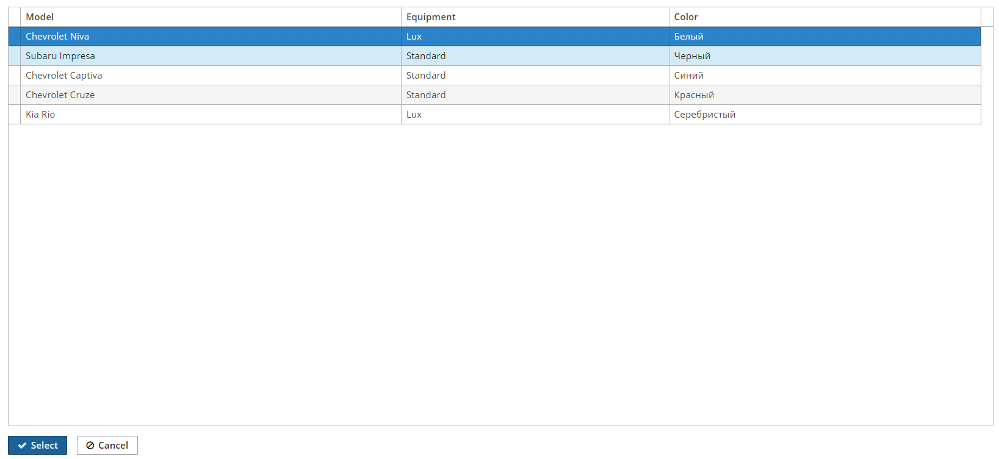 Model Equipment Color
Chevrolet Niva Lux Белый
Subaru Impresa Standard Черный
Chevrolet Captiva Standard Синий
Chevrolet Cruze Standard Красный
Kia Rio Lux Серебристый
Select Cancel